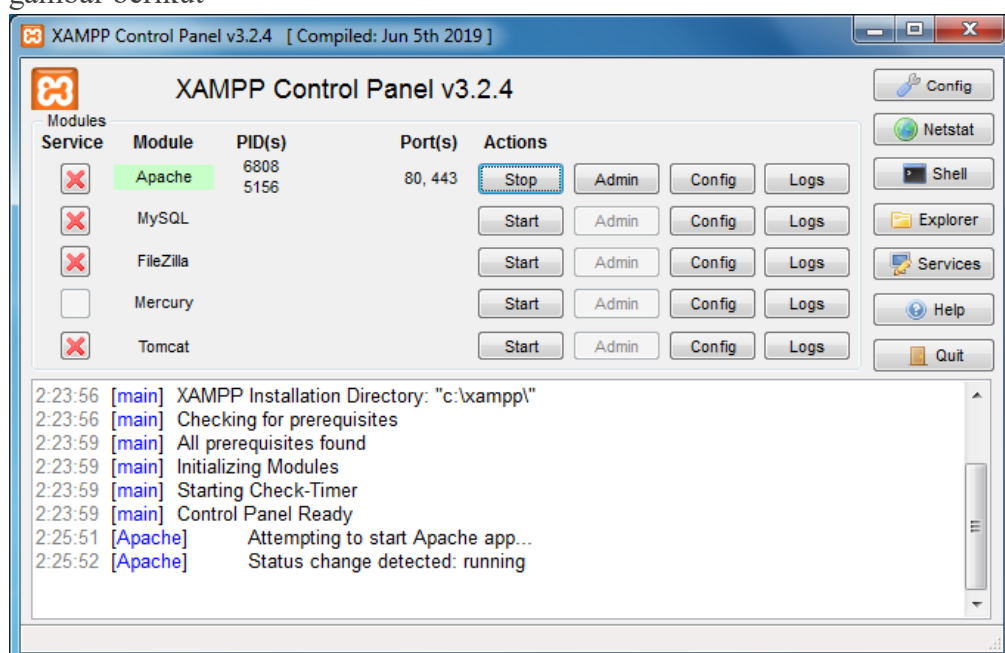 gambar berikut
XAMPP Control Panel v3.2.4 [ Compiled: Jun 5th 2019 ]
XAMPP Control Panel v3.2.4
Config
Modules
Service Module PID(s) Port(s) Actions
Netstat
Apache 6808 5156 80, 443 Stop Admin Config Logs
Shell
MySQL Start Admin Config Logs
Explorer
FileZilla Start Admin Config Logs
Services
Mercury Start Admin Config Logs
Help
Tomcat Start Admin Config Logs
Quit
2:23:56 [main] XAMPP Installation Directory: "c:\xampp\"
2:23:56 [main] Checking for prerequisites
2:23:59 [main] All prerequisites found
2:23:59 [main] Initializing Modules
2:23:59 [main] Starting Check-Timer
2:23:59 [main] Control Panel Ready
2:25:51 [Apache] Attempting to start Apache app...
2:25:52 [Apache] Status change detected: running